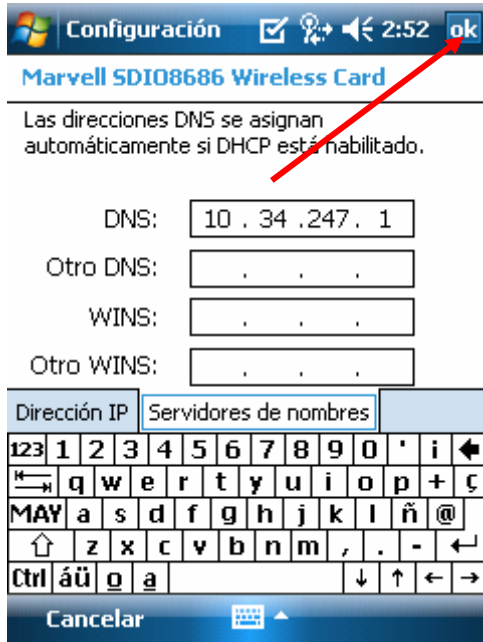 Configuración 2:52 ok
Marvell SDIO8686 Wireless Card
Las direcciones DNS se asignan
automáticamente si DHCP está habilitado.
DNS: 10 . 34 .247. 1
Otro DNS: . . .
WINS: . . .
Otro WINS: . . .
Dirección IP Servidores de nombres
123 1 2 3 4 5 6 7 8 9 0 ' i
q w e r t y u i o p + ç
MAY a s d f g h j k l ñ @
z x c v b n m , . -
Ctrl áü o a ↓ ↑ ← →
Cancelar